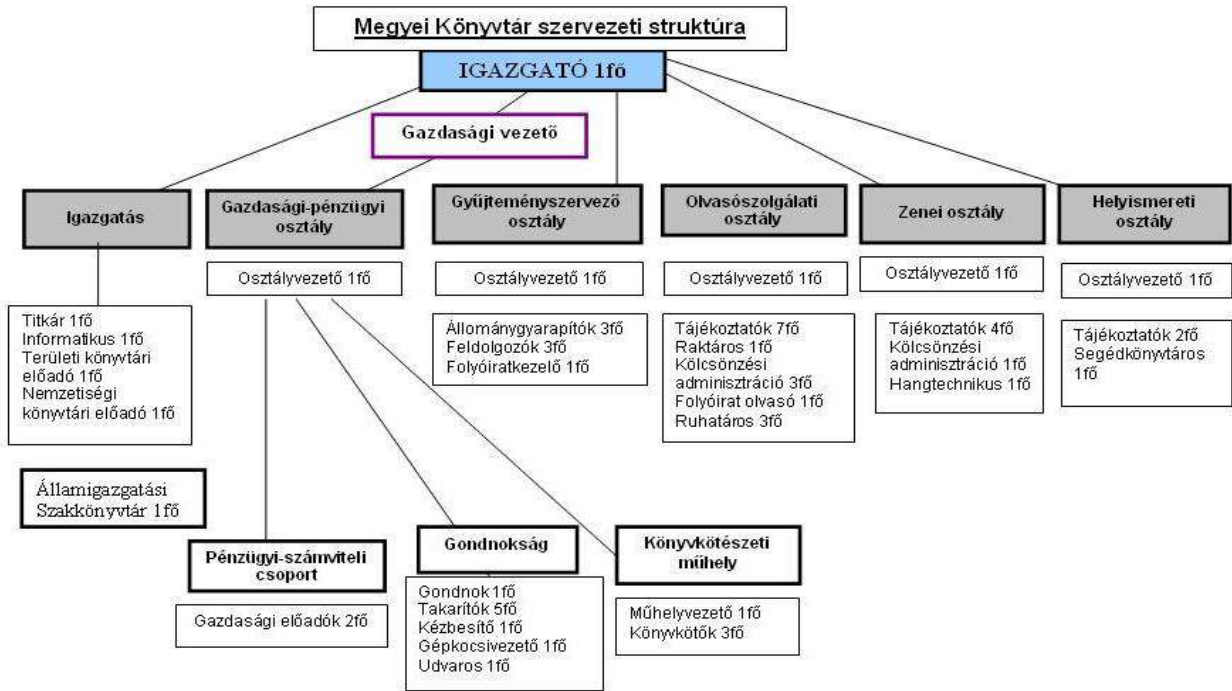 Megyei Könyvtár szervezeti struktúra
IGAZGATÓ 1fő
Gazdasági vezető
Igazgatás
Gazdasági-pénzügyi
osztály
Gyűjteményszervező
osztály
Olvasószolgálati
osztály
Zenei osztály
Helyismereti
osztály
Osztályvezető 1fő
Osztályvezető 1fő
Osztályvezető 1fő
Osztályvezető 1fő
Osztályvezető 1fő
Titkár 1fő
Informatikus 1fő
Területi könyvtári
előadó 1fő
Nemzetiségi
könyvtári előadó 1fő
Állománygyarapítók 3fő
Feldolgozók 3fő
Folyóiratkezelő 1fő
Tájékoztatók 7fő
Raktáros 1fő
Kölcsönzési
adminisztráció 3fő
Folyóirat olvasó 1fő
Ruhatáros 3fő
Tájékoztatók 4fő
Kölcsönzési
adminisztráció 1fő
Hangtechnikus 1fő
Tájékoztatók 2fő
Segédkönyvtáros
1fő
Államigazgatási
Szakkönyvtár 1fő
Pénzügyi-számviteli
csoport
Gazdasági előadók 2fő
Gondnokság
Gondnok 1fő
Takarítók 5fő
Kézbesítő 1fő
Gépkocsivezető 1fő
Udvaros 1fő
Könyvkötészeti
műhely
Műhelyvezető 1fő
Könyvkötők 3fő